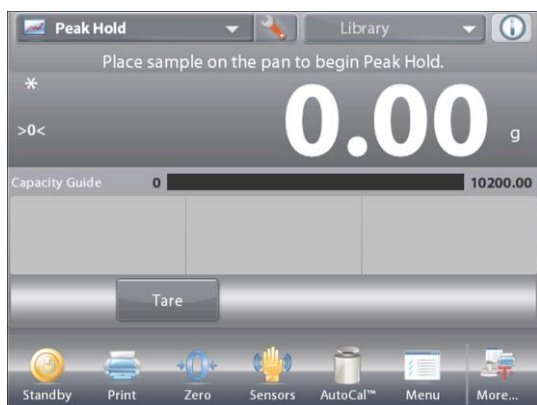 Peak Hold
Library
Place sample on the pan to begin Peak Hold.
*
>0<
0.00 g
Capacity Guide 0 10200.00
Tare
Standby Print Zero Sensors AutoCal™ Menu More...